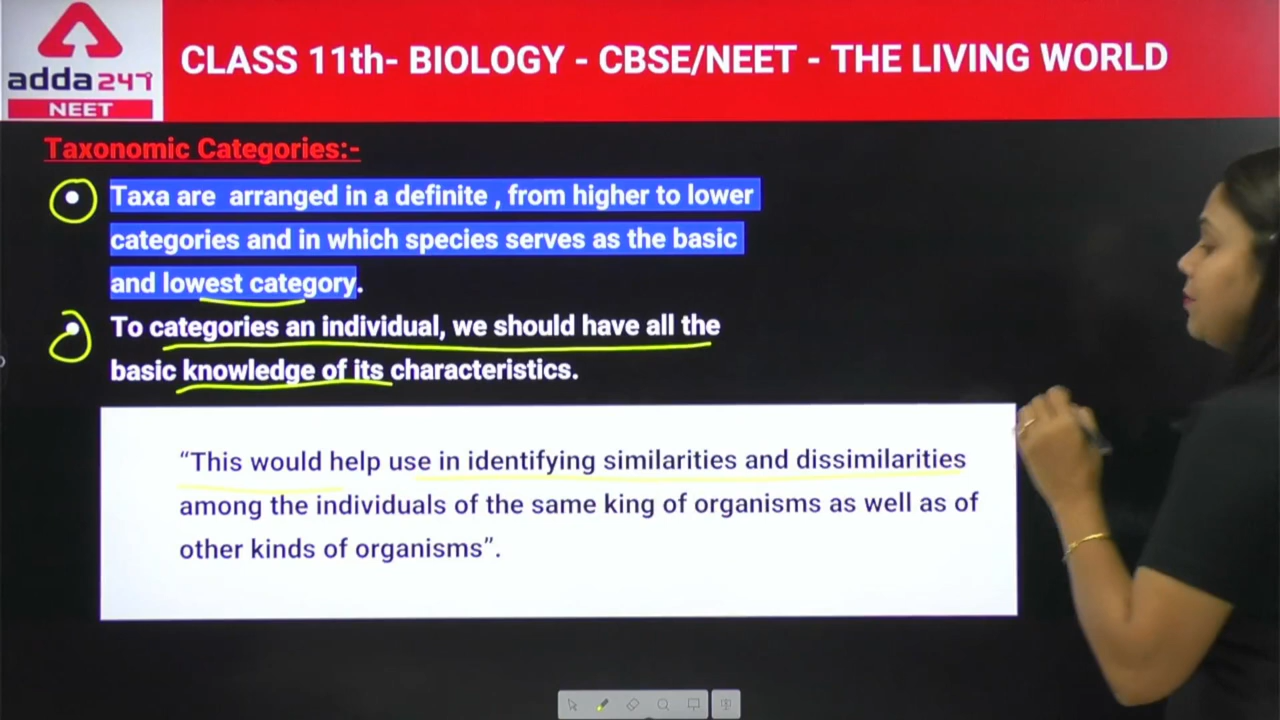 adda247
NEET
CLASS 11th- BIOLOGY - CBSE/NEET - THE LIVING WORLD
Taxonomic Categories:-
Taxa are arranged in a definite , from higher to lower
categories and in which species serves as the basic
and lowest category.
To categories an individual, we should have all the
basic knowledge of its characteristics.
“This would help use in identifying similarities and dissimilarities
among the individuals of the same king of organisms as well as of
other kinds of organisms”.